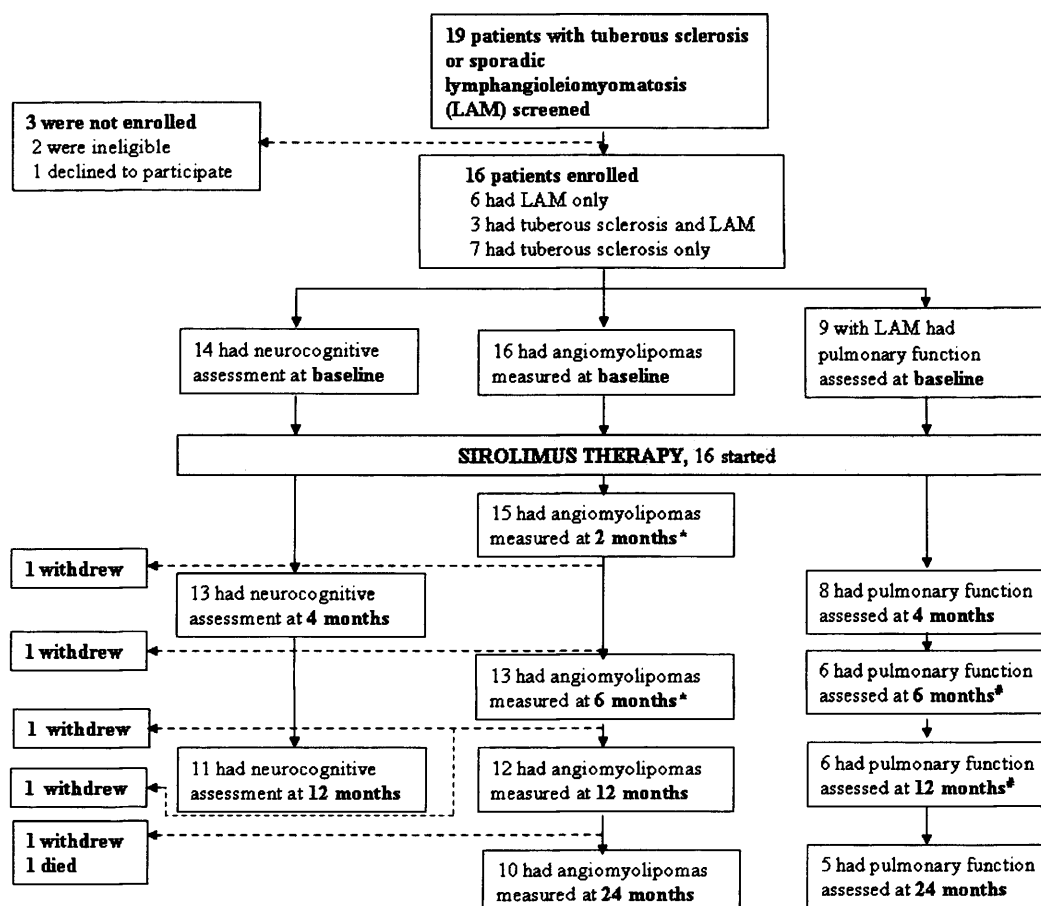 19 patients with tuberous sclerosis
or sporadic
lymphangioleiomyomatosis
(LAM) screened
3 were not enrolled
2 were ineligible
1 declined to participate
16 patients enrolled
6 had LAM only
3 had tuberous sclerosis and LAM
7 had tuberous sclerosis only
14 had neurocognitive
assessment at baseline
16 had angiomyolipomas
measured at baseline
9 with LAM had
pulmonary function
assessed at baseline
SIROLIMUS THERAPY, 16 started
15 had angiomyolipomas
measured at 2 months*
1 withdrew
13 had neurocognitive
assessment at 4 months
8 had pulmonary function
assessed at 4 months
1 withdrew
13 had angiomyolipomas
measured at 6 months*
6 had pulmonary function
assessed at 6 months#
1 withdrew
11 had neurocognitive
assessment at 12 months
12 had angiomyolipomas
measured at 12 months
6 had pulmonary function
assessed at 12 months#
1 withdrew
1 withdrew
1 died
10 had angiomyolipomas
measured at 24 months
5 had pulmonary function
assessed at 24 months